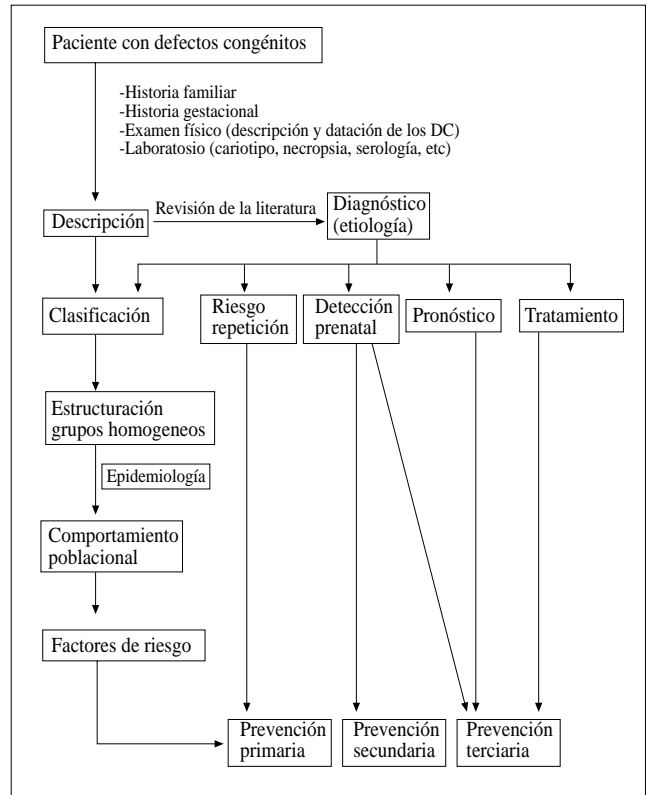 Paciente con defectos congénitos
-Historia familiar
-Historia gestacional
-Examen físico (descripción y datación de los DC)
-Laboratosio (cariotipo, necropsia, serología, etc)
Descripción
Revisión de la literatura
Diagnóstico
(etiología)
Clasificación
Riesgo
repetición
Detección
prenatal
Pronóstico
Tratamiento
Estructuración
grupos homogeneos
Epidemiología
Comportamiento
poblacional
Factores de riesgo
Prevención
primaria
Prevención
secundaria
Prevención
terciaria